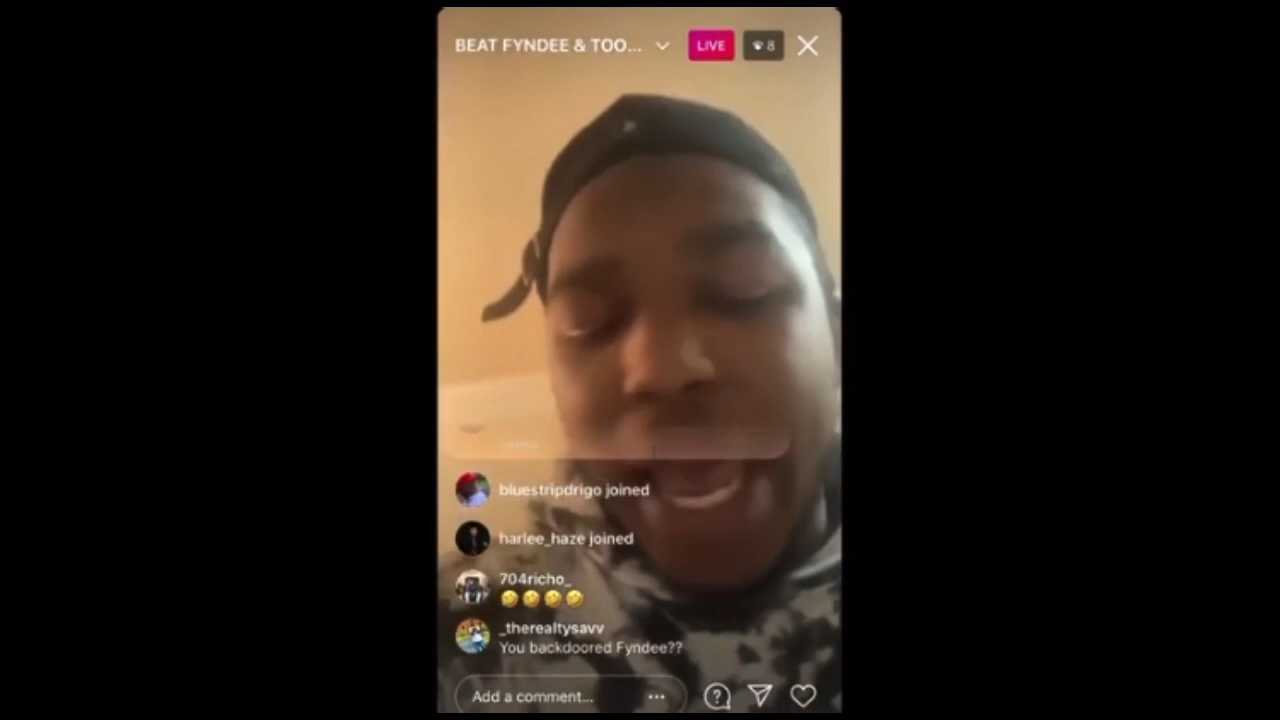 BEAT FYNDEE & TOO...
LIVE
8
bluestripdrigo joined
harlee_haze joined
704richo_
🤣🤣🤣🤣
_therealtysavv
You backdoored Fyndee??
Add a comment...